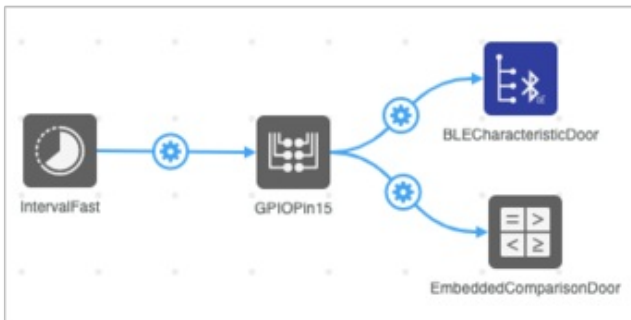 BLECharacteristicDoor
IntervalFast
GPIOPin15
= >
< ≥
EmbeddedComparisonDoor